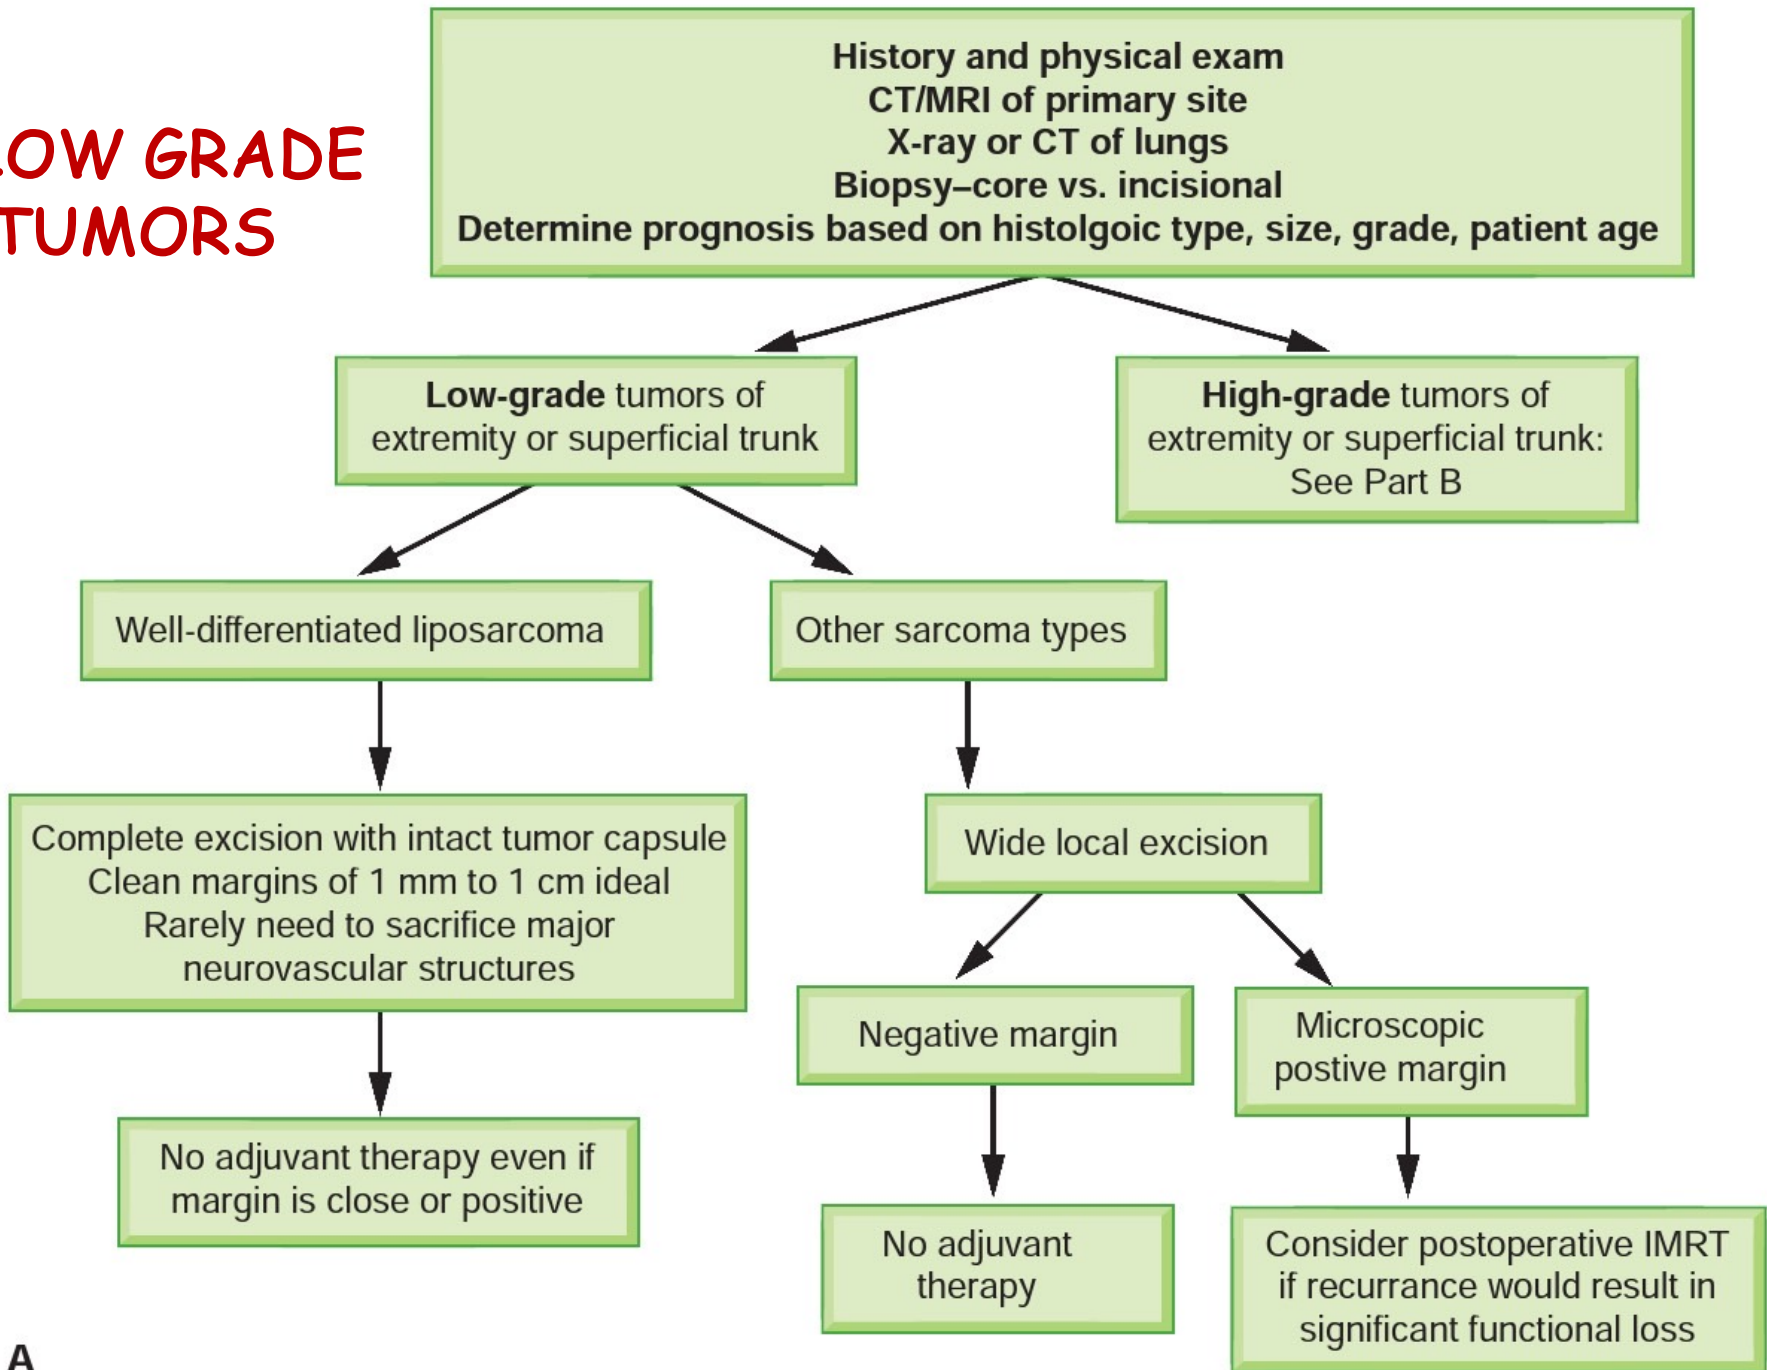 LOW GRADE
TUMORS
History and physical exam
CT/MRI of primary site
X-ray or CT of lungs
Biopsy–core vs. incisional
Determine prognosis based on histolgoic type, size, grade, patient age
Low-grade tumors of
extremity or superficial trunk
High-grade tumors of
extremity or superficial trunk:
See Part B
Well-differentiated liposarcoma
Other sarcoma types
Complete excision with intact tumor capsule
Clean margins of 1 mm to 1 cm ideal
Rarely need to sacrifice major
neurovascular structures
Wide local excision
Negative margin
Microscopic
postive margin
No adjuvant therapy even if
margin is close or positive
No adjuvant
therapy
Consider postoperative IMRT
if recurrance would result in
significant functional loss
A